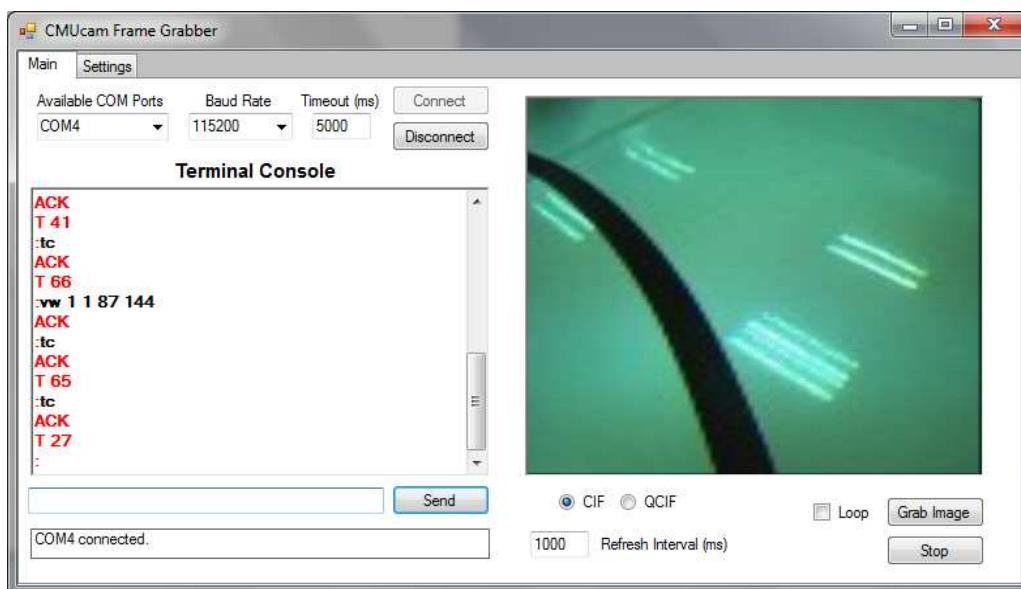 CMUcam Frame Grabber
Main Settings
Available COM Ports Baud Rate Timeout (ms) Connect
COM4 115200 5000 Disconnect
Terminal Console
ACK
T 41
:tc
ACK
T 66
:vw 1 1 87 144
ACK
:tc
ACK
T 65
:tc
ACK
T 27
:
Send
COM4 connected.
CIF QCIF
Loop Grab Image
1000 Refresh Interval (ms)
Stop